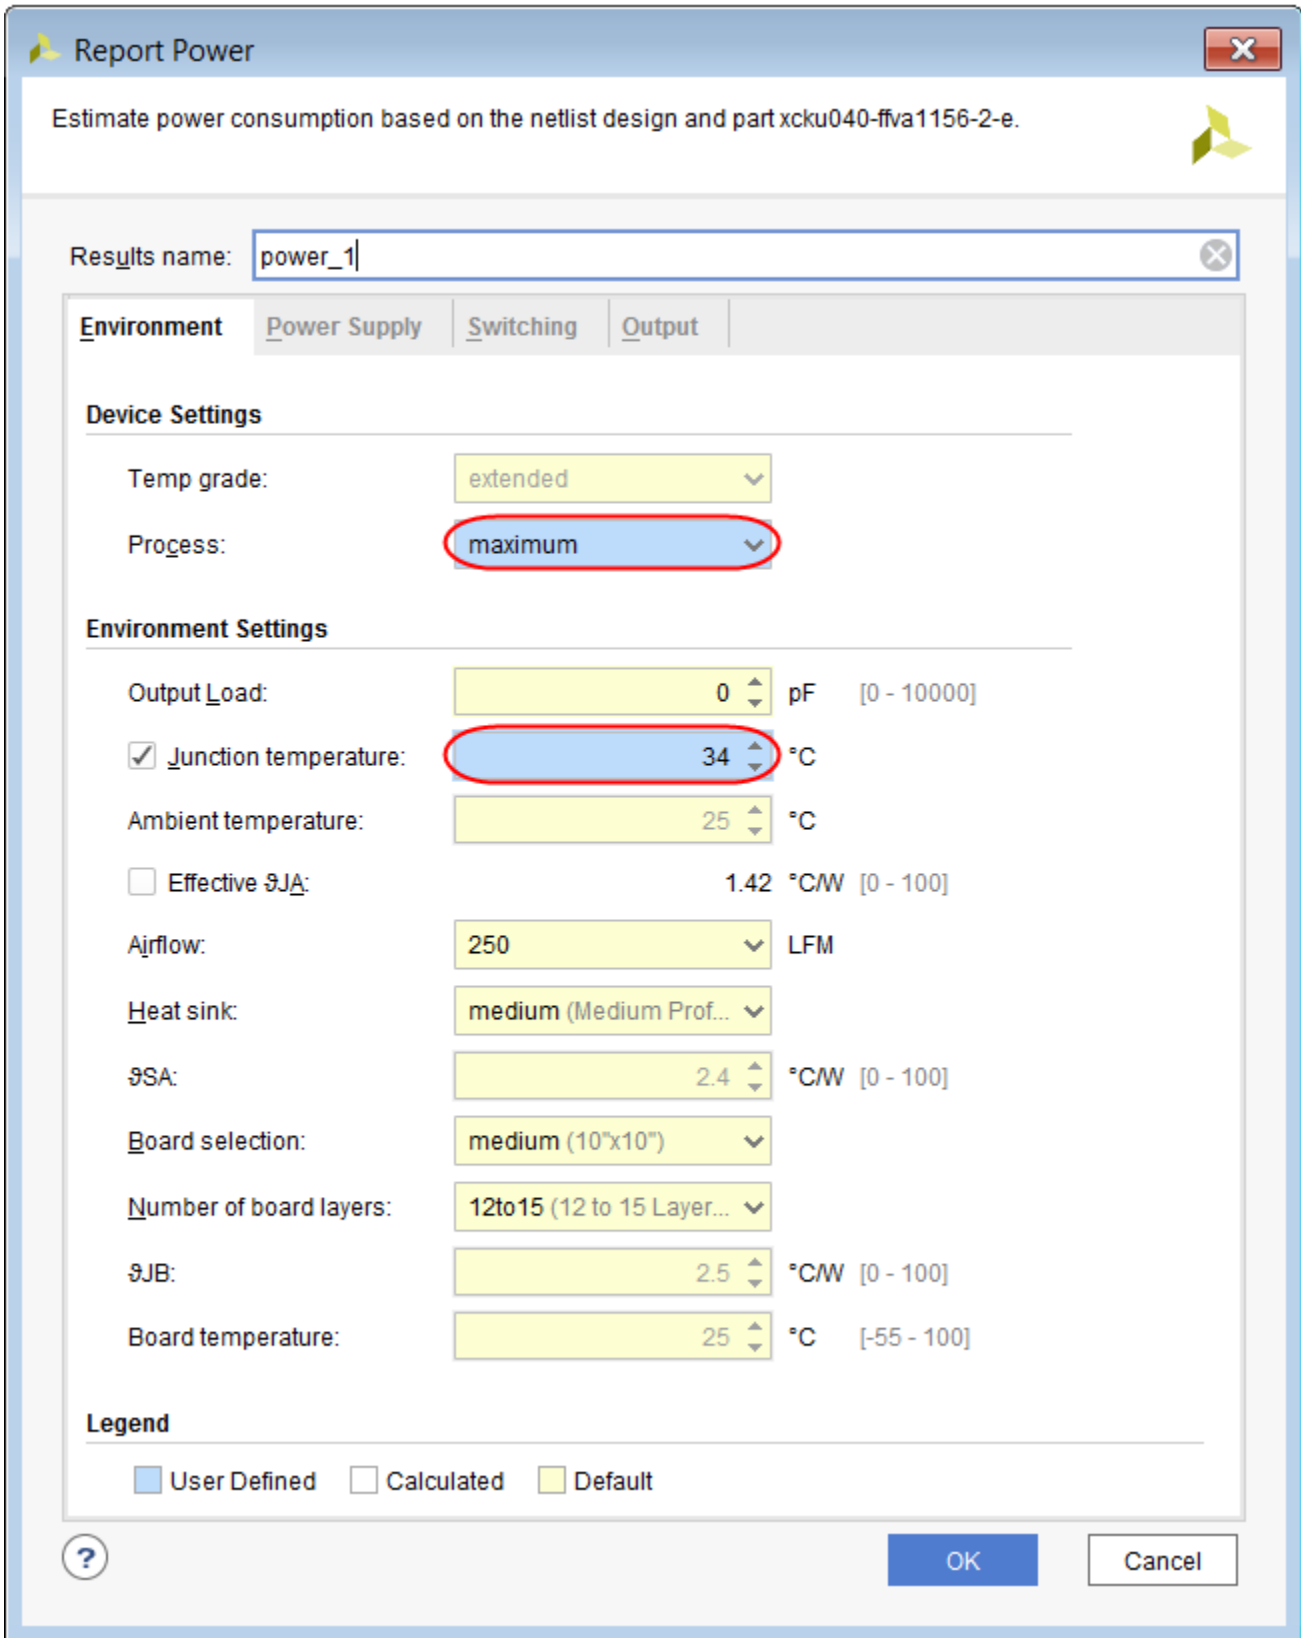 Report Power
Estimate power consumption based on the netlist design and part xcku040-ffva1156-2-e.
Results name: power_1
Environment Power Supply Switching Output
Device Settings
Temp grade: extended
Process: maximum
Environment Settings
Output Load: 0 pF [0 - 10000]
Junction temperature: 34 °C
Ambient temperature: 25 °C
Effective ϑJA: 1.42 °C/W [0 - 100]
Airflow: 250 LFM
Heat sink: medium (Medium Prof...
ϑSA: 2.4 °C/W [0 - 100]
Board selection: medium (10"x10")
Number of board layers: 12to15 (12 to 15 Layer...
ϑJB: 2.5 °C/W [0 - 100]
Board temperature: 25 °C [-55 - 100]
Legend
User Defined Calculated Default
? OK Cancel